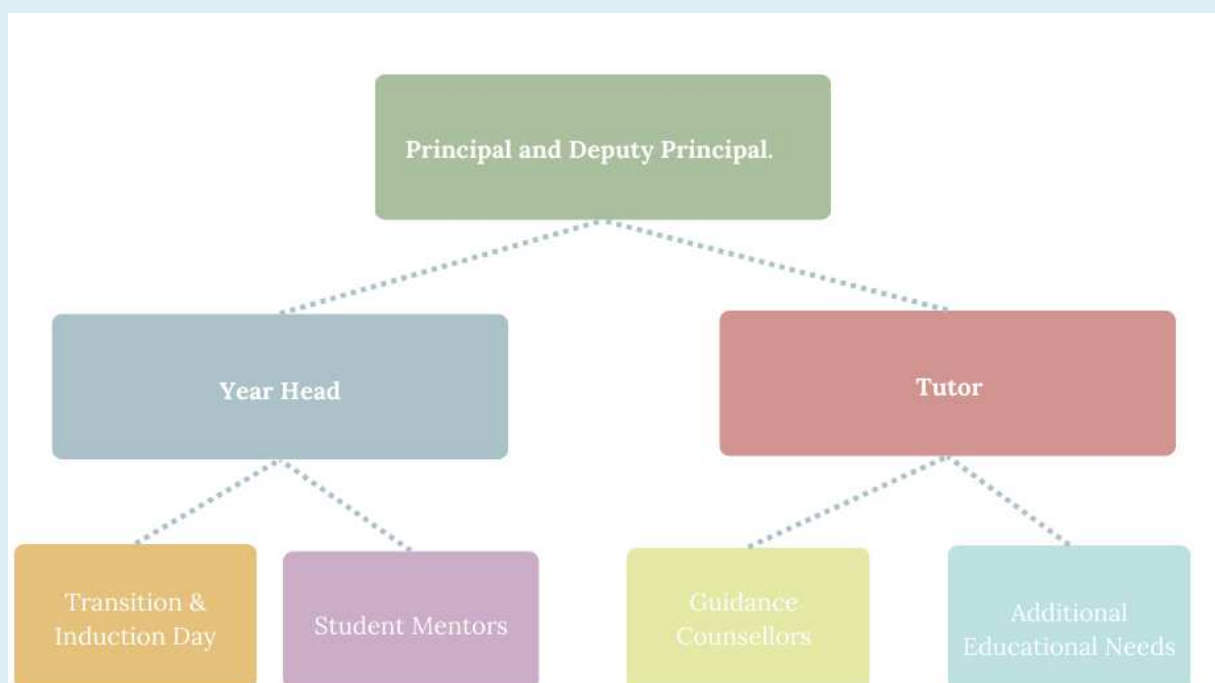 Principal and Deputy Principal.
Year Head
Tutor
Transition &
Induction Day
Student Mentors
Guidance
Counsellors
Additional
Educational Needs